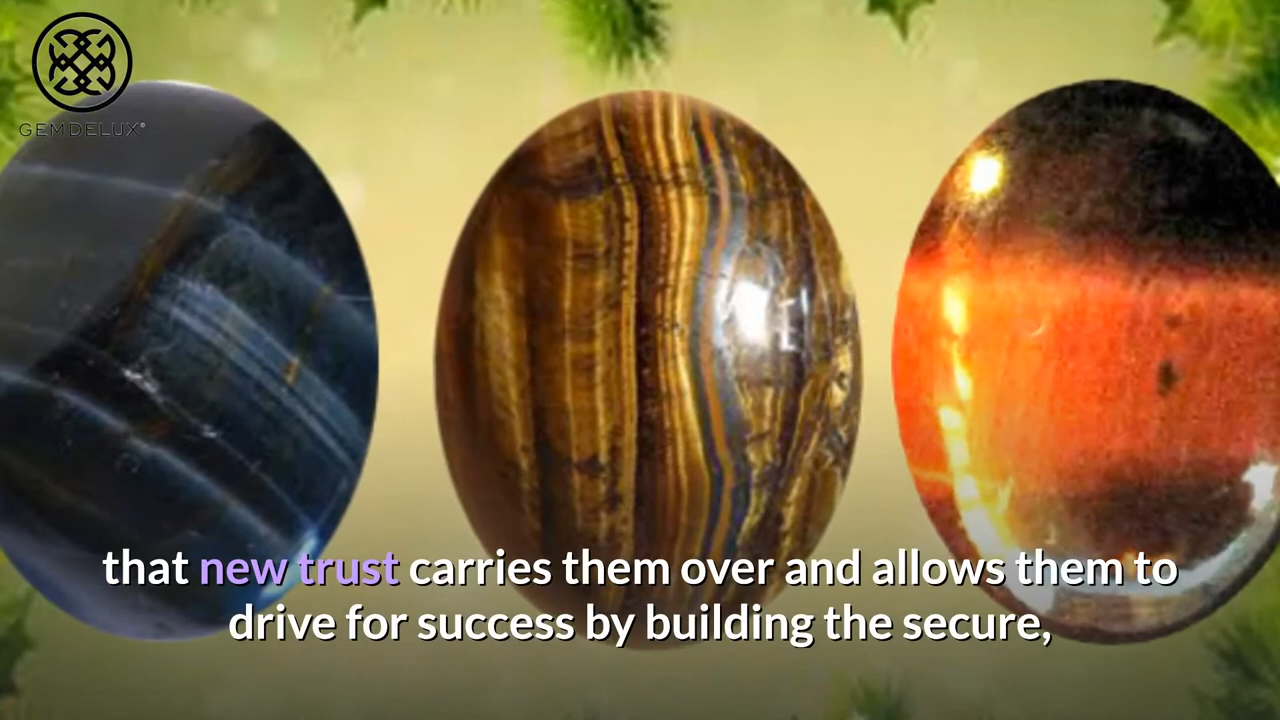 GEMDELUX®
that new trust carries them over and allows them to
drive for success by building the secure,